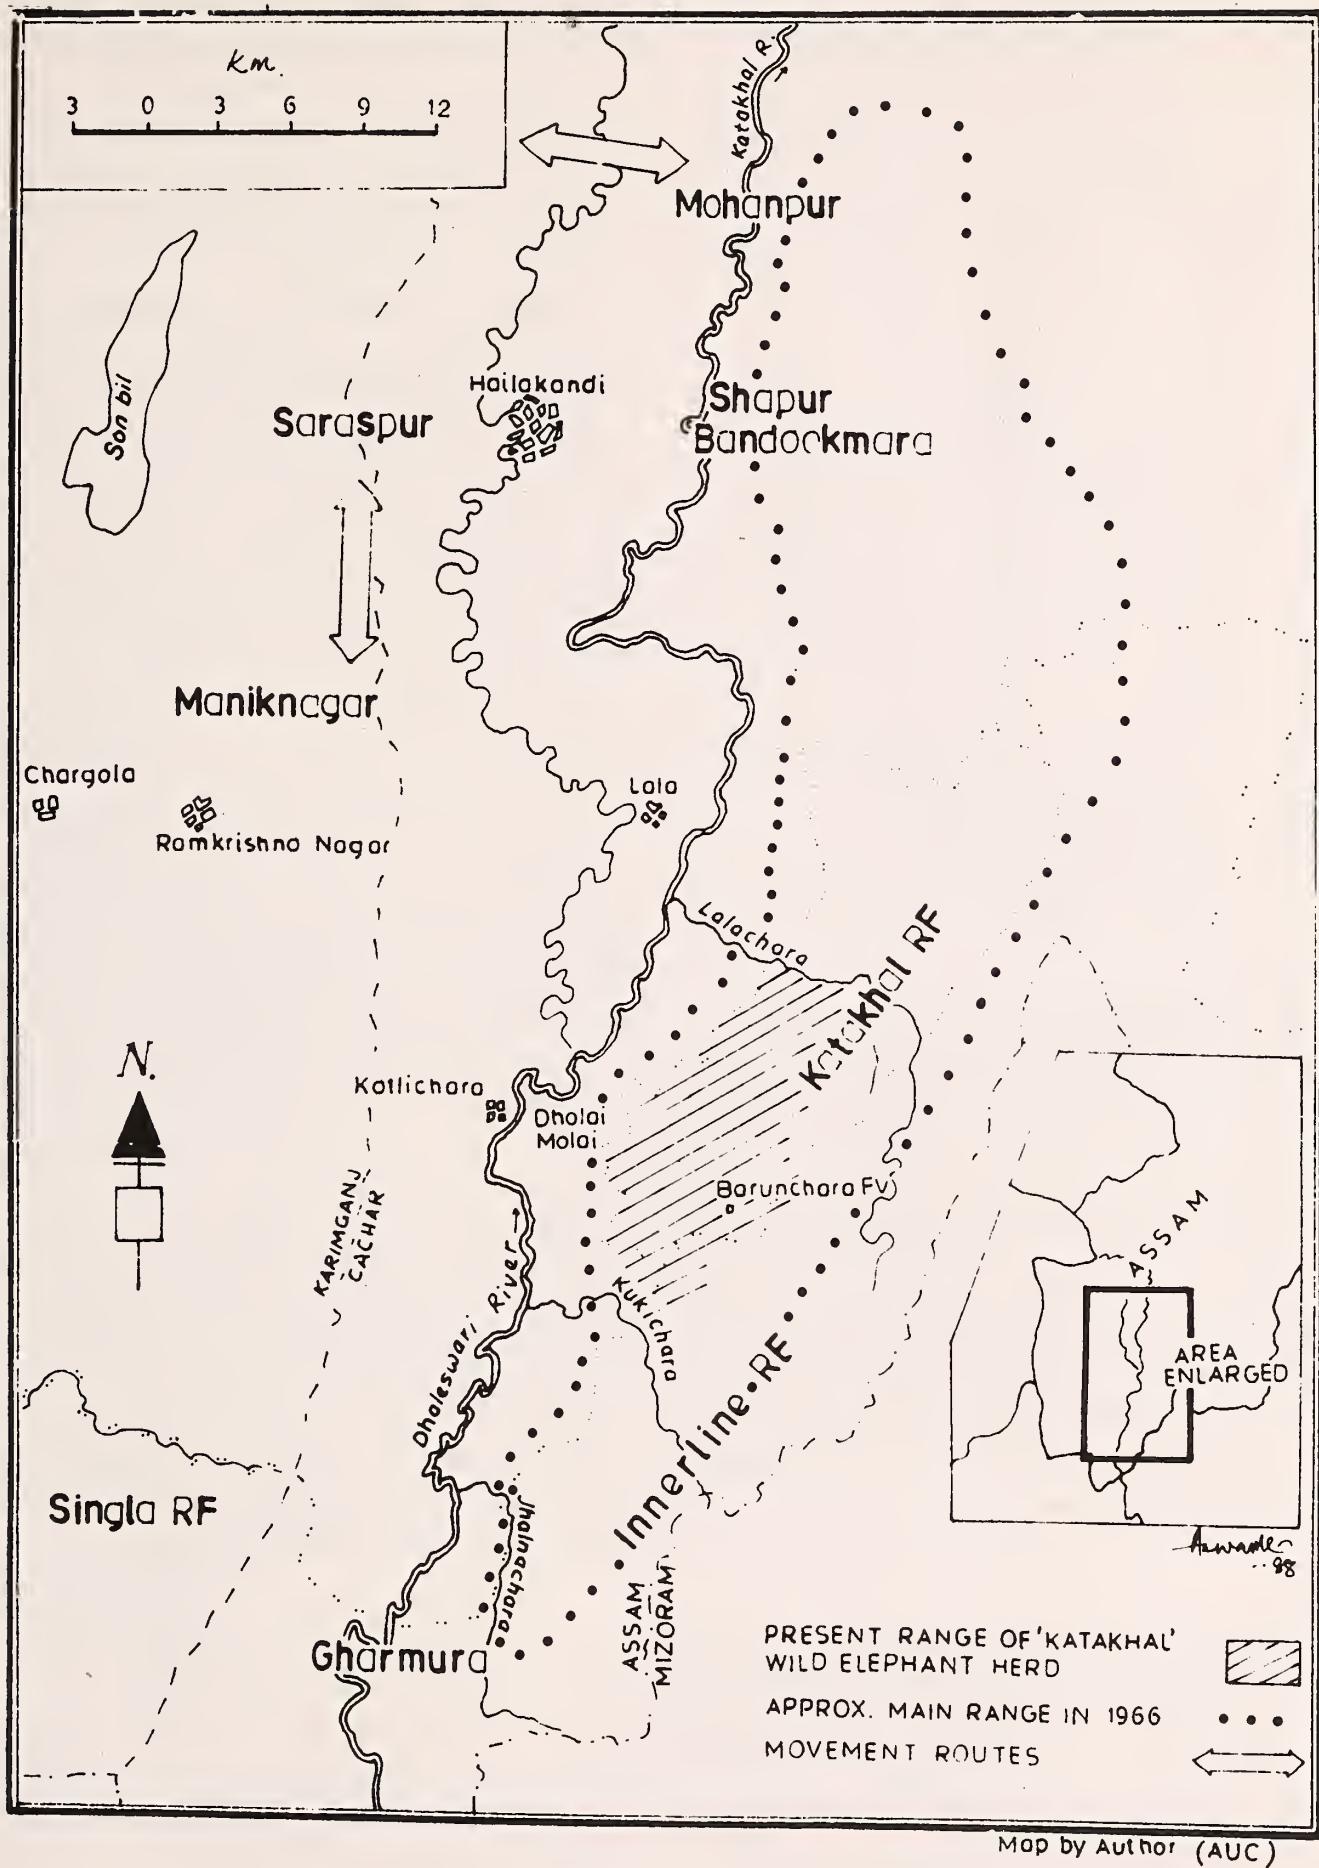 Km.
3 0 3 6 9 12
Katakhal R.
Mohanpur
Son bil
Hailakandi
Saraspur
Shapur
Bandookmara
Maniknagar
Chargola
Lala
Ramkrishna Nagar
Lalachara
Katakhal RF
N.
Katlichara
Dholai
Molai
Barunchara FV
KARIMGANJ
CACHAR
Dhaleswari River
Kukichara
ASSAM
AREA
ENLARGED
Innerline RF
Singla RF
Jhalnachara
88
ASSAM
MIZORAM
Gharmura
PRESENT RANGE OF 'KATAKHAL'
WILD ELEPHANT HERD
APPROX. MAIN RANGE IN 1966
MOVEMENT ROUTES
Map by Author (AUC)